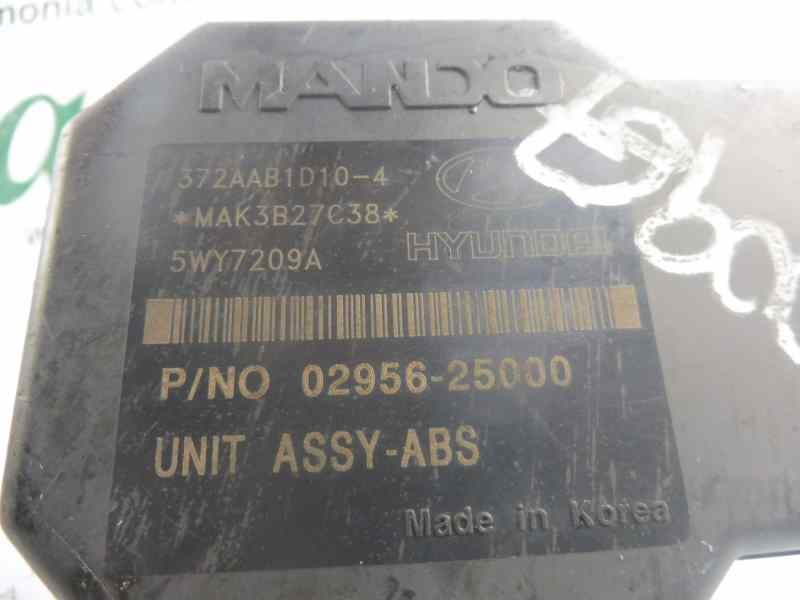 MANDO
372AAB1D10-4
*MAK3B27C38*
5WY7209A
HYUNDAI
P/NO 02956-25000
UNIT ASSY-ABS
Made in Korea